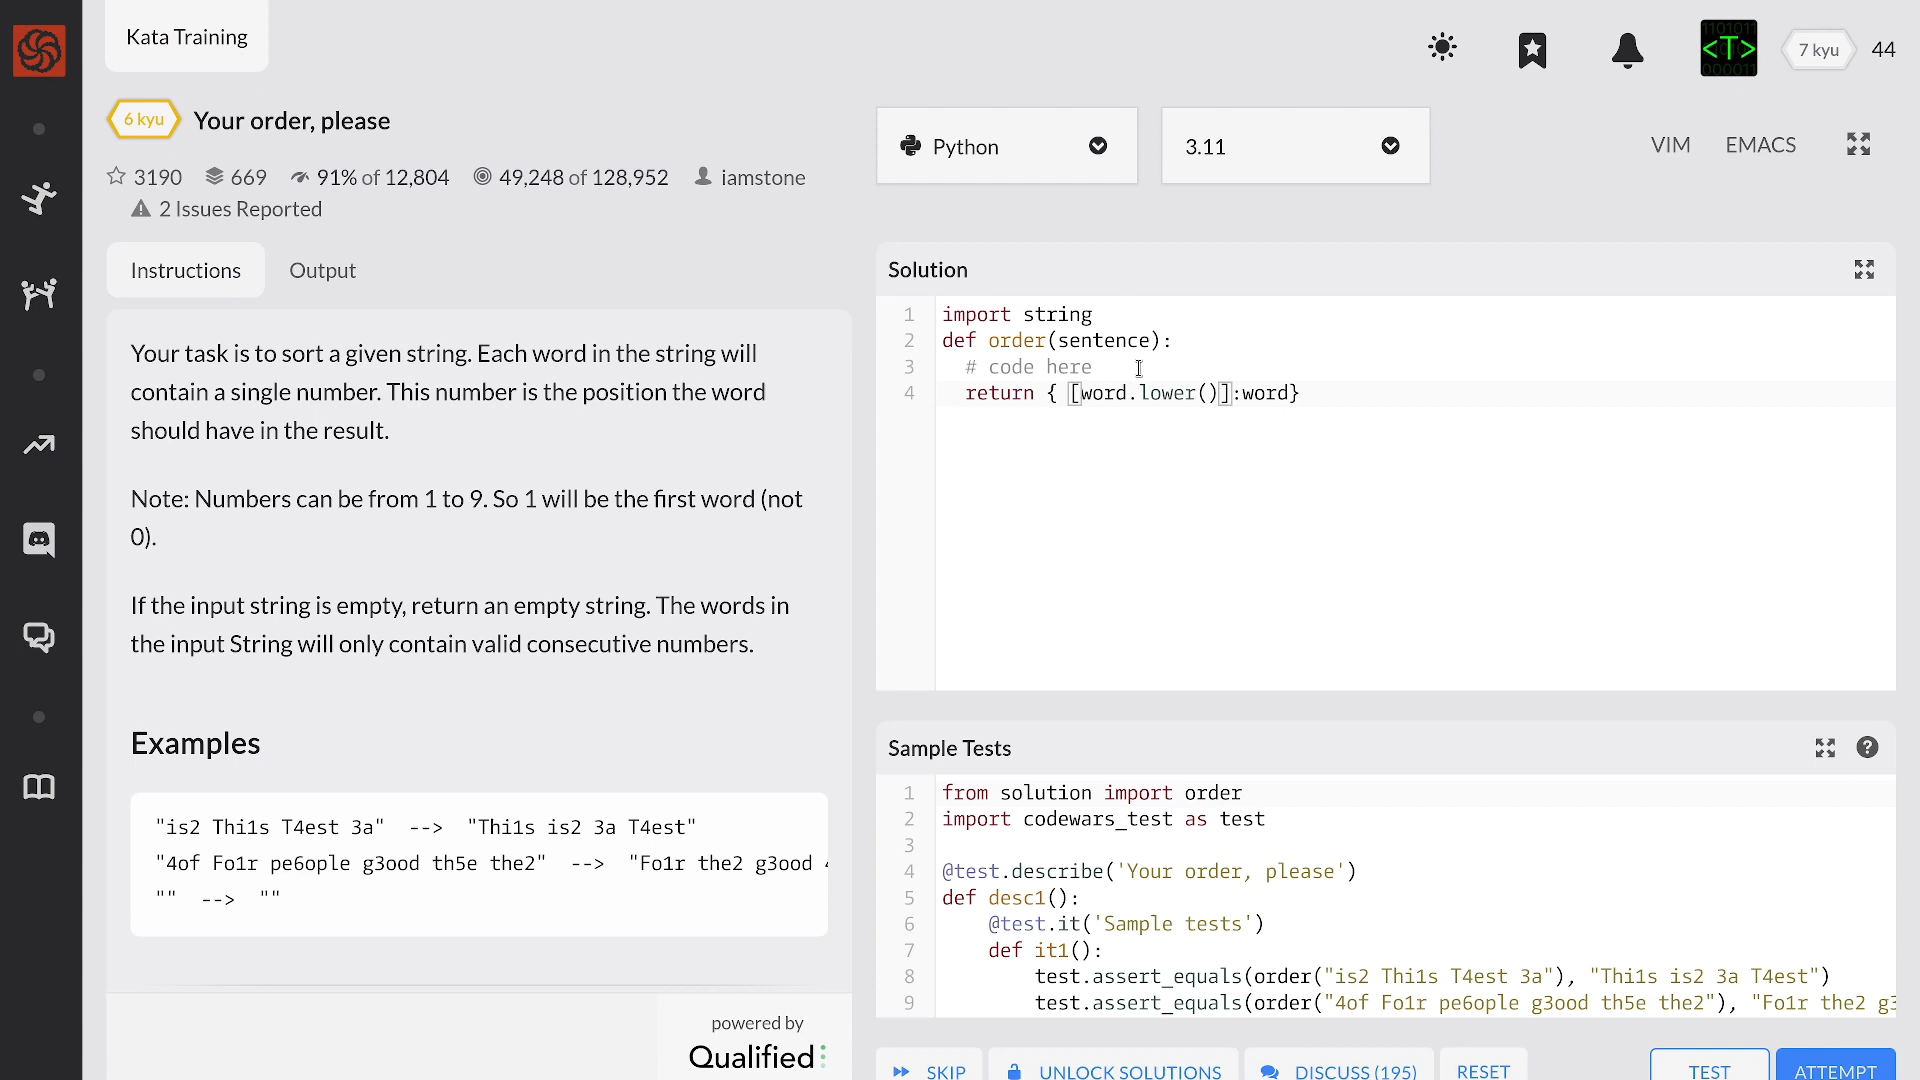 Kata Training
<T>
7 kyu
44
6 kyu
Your order, please
3190
669
91% of 12,804
49,248 of 128,952
iamstone
2 Issues Reported
Python
3.11
VIM
EMACS
Instructions
Output
Your task is to sort a given string. Each word in the string will
contain a single number. This number is the position the word
should have in the result.
Note: Numbers can be from 1 to 9. So 1 will be the first word (not
0).
If the input string is empty, return an empty string. The words in
the input String will only contain valid consecutive numbers.
Examples
"is2 Thi1s T4est 3a"  -->  "Thi1s is2 3a T4est"
"4of Fo1r pe6ople g3ood th5e the2"  -->  "Fo1r the2 g3ood
""  -->  ""
powered by
Qualified
Solution
1 import string
2 def order(sentence):
3   # code here
4   return { [word.lower()]:word}
Sample Tests
1 from solution import order
2 import codewars_test as test
3
4 @test.describe('Your order, please')
5 def desc1():
6     @test.it('Sample tests')
7     def it1():
8         test.assert_equals(order("is2 Thi1s T4est 3a"), "Thi1s is2 3a T4est")
9         test.assert_equals(order("4of Fo1r pe6ople g3ood th5e the2"), "Fo1r the2 g3
SKIP
UNLOCK SOLUTIONS
DISCUSS (195)
RESET
TEST
ATTEMPT